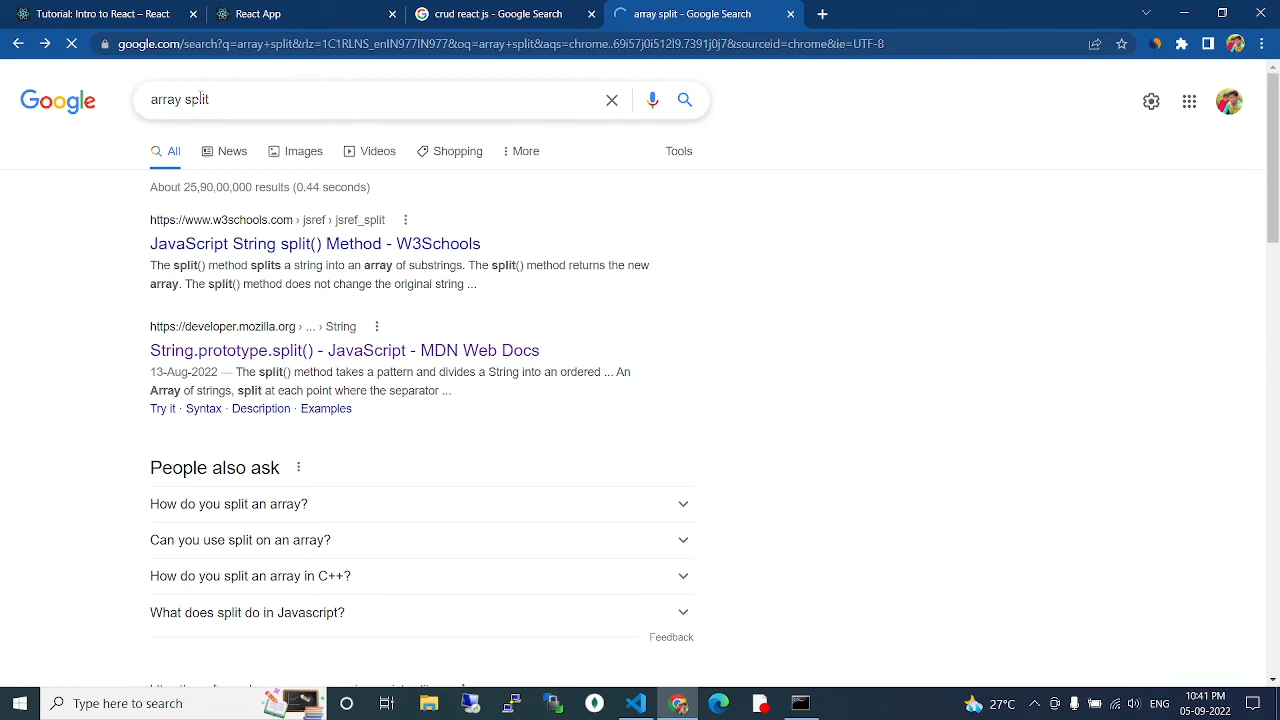 Tutorial: Intro to React – React
React App
crud react js - Google Search
array split - Google Search
google.com/search?q=array+split&rlz=1C1RLNS_enIN977IN977&oq=array+split&aqs=chrome..69i57j0i512l9.7391j0j7&sourceid=chrome&ie=UTF-8
Google
array split
All News Images Videos Shopping More Tools
About 25,90,00,000 results (0.44 seconds)
https://www.w3schools.com › jsref › jsref_split
JavaScript String split() Method - W3Schools
The split() method splits a string into an array of substrings. The split() method returns the new
array. The split() method does not change the original string ...
https://developer.mozilla.org › ... › String
String.prototype.split() - JavaScript - MDN Web Docs
13-Aug-2022 — The split() method takes a pattern and divides a String into an ordered ... An
Array of strings, split at each point where the separator ...
Try it · Syntax · Description · Examples
People also ask
How do you split an array?
Can you use split on an array?
How do you split an array in C++?
What does split do in Javascript?
Feedback
Type here to search
27°C
ENG
10:41 PM
05-09-2022